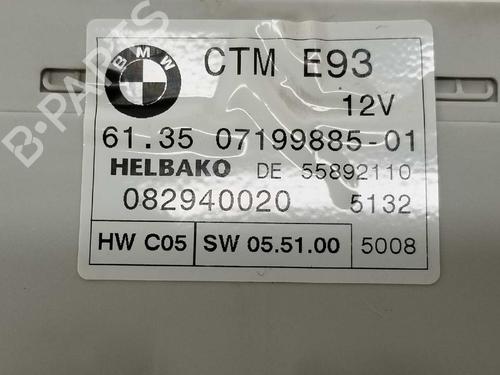 BMW
CTM E93
12V
61.35 07199885-01
HELBAKO DE 55892110
082940020 5132
HW C05 SW 05.51.00 5008
B-PARTS